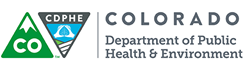 CO
CDPHE
COLORADO
Department of Public
Health & Environment